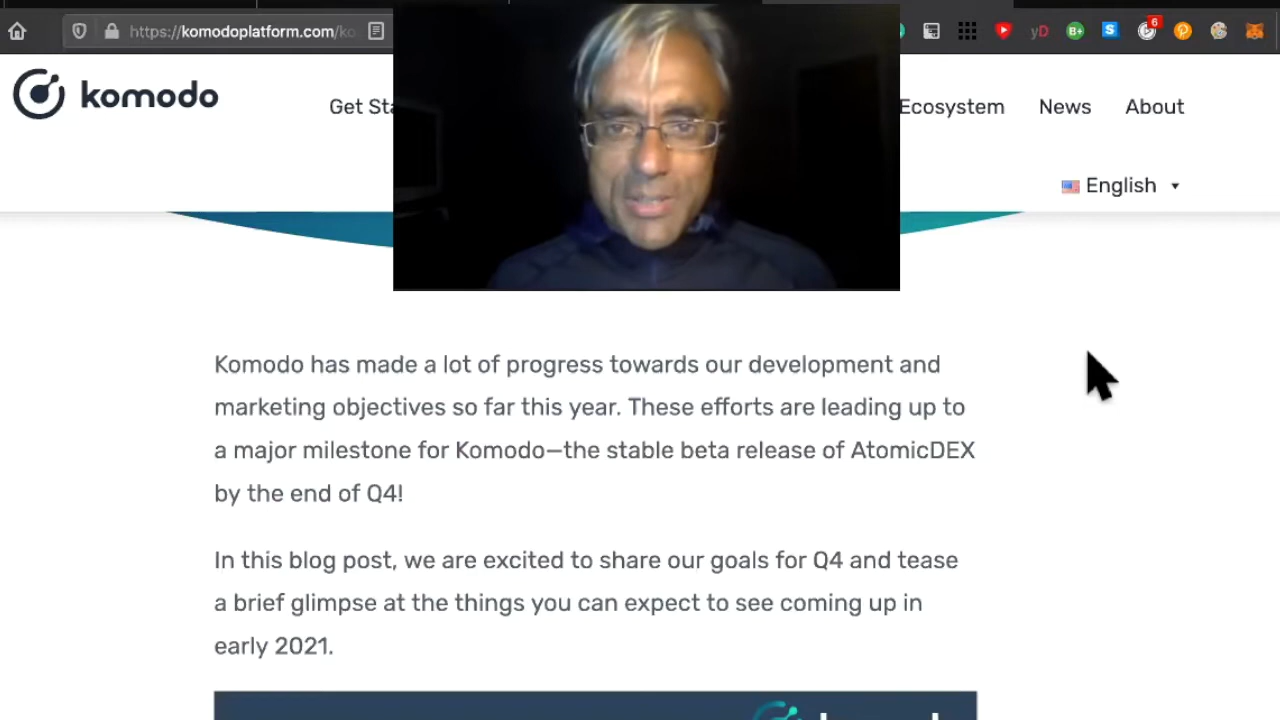 https://komodoplatform.com/ko
yD
B+
S
6
komodo
Get Sta
Ecosystem
News
About
English
Komodo has made a lot of progress towards our development and
marketing objectives so far this year. These efforts are leading up to
a major milestone for Komodo—the stable beta release of AtomicDEX
by the end of Q4!
In this blog post, we are excited to share our goals for Q4 and tease
a brief glimpse at the things you can expect to see coming up in
early 2021.